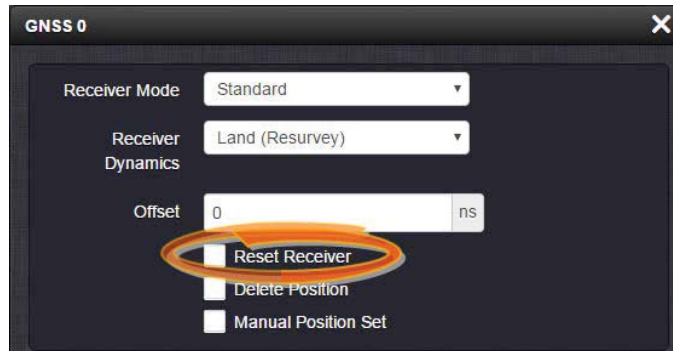 GNSS 0
Receiver Mode Standard
Receiver Dynamics Land (Resurvey)
Offset 0 ns
Reset Receiver
Delete Position
Manual Position Set